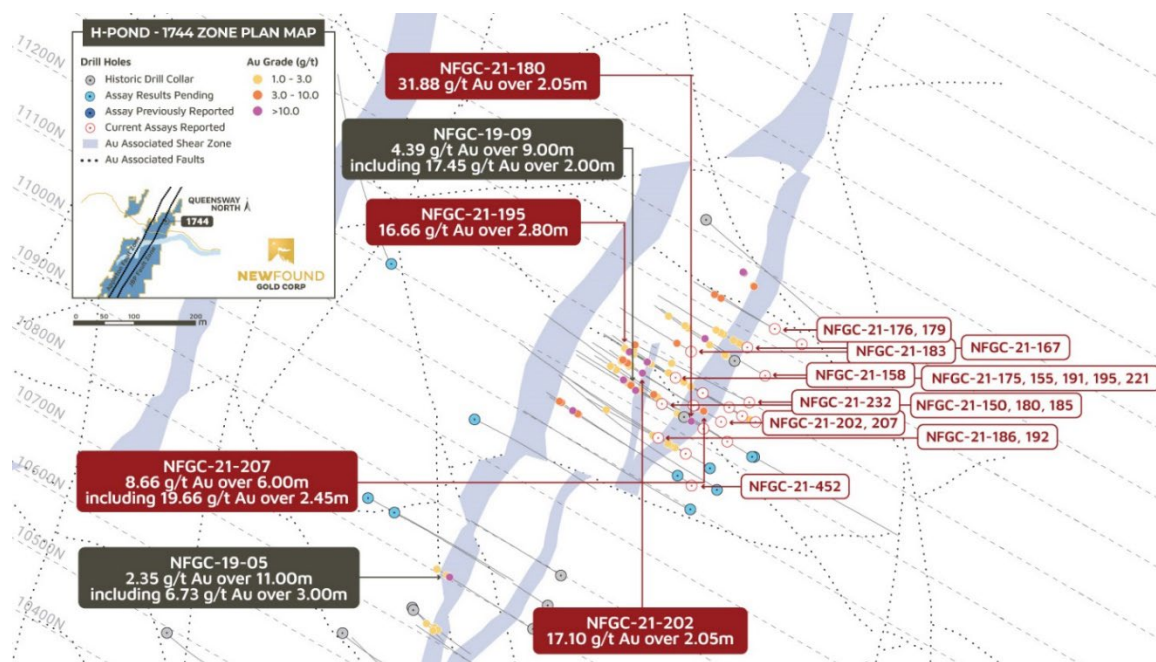 H-POND - 1744 ZONE PLAN MAP
Drill Holes
Historic Drill Collar
Assay Results Pending
Assay Previously Reported
Current Assays Reported
Au Associated Shear Zone
Au Associated Faults
Au Grade (g/t)
1.0 - 3.0
3.0 - 10.0
>10.0
QUEENSWAY
NORTH
N
1744
NEWFOUND
GOLD CORP
0 50 100 200
m
11200N
11100N
11000N
10900N
10800N
10700N
10600N
10500N
10400N
NFGC-21-180
31.88 g/t Au over 2.05m
NFGC-19-09
4.39 g/t Au over 9.00m
including 17.45 g/t Au over 2.00m
NFGC-21-195
16.66 g/t Au over 2.80m
NFGC-21-176, 179
NFGC-21-167
NFGC-21-183
NFGC-21-158
NFGC-21-175, 155, 191, 195, 221
NFGC-21-232
NFGC-21-150, 180, 185
NFGC-21-202, 207
NFGC-21-186, 192
NFGC-21-452
NFGC-21-207
8.66 g/t Au over 6.00m
including 19.66 g/t Au over 2.45m
NFGC-19-05
2.35 g/t Au over 11.00m
including 6.73 g/t Au over 3.00m
NFGC-21-202
17.10 g/t Au over 2.05m